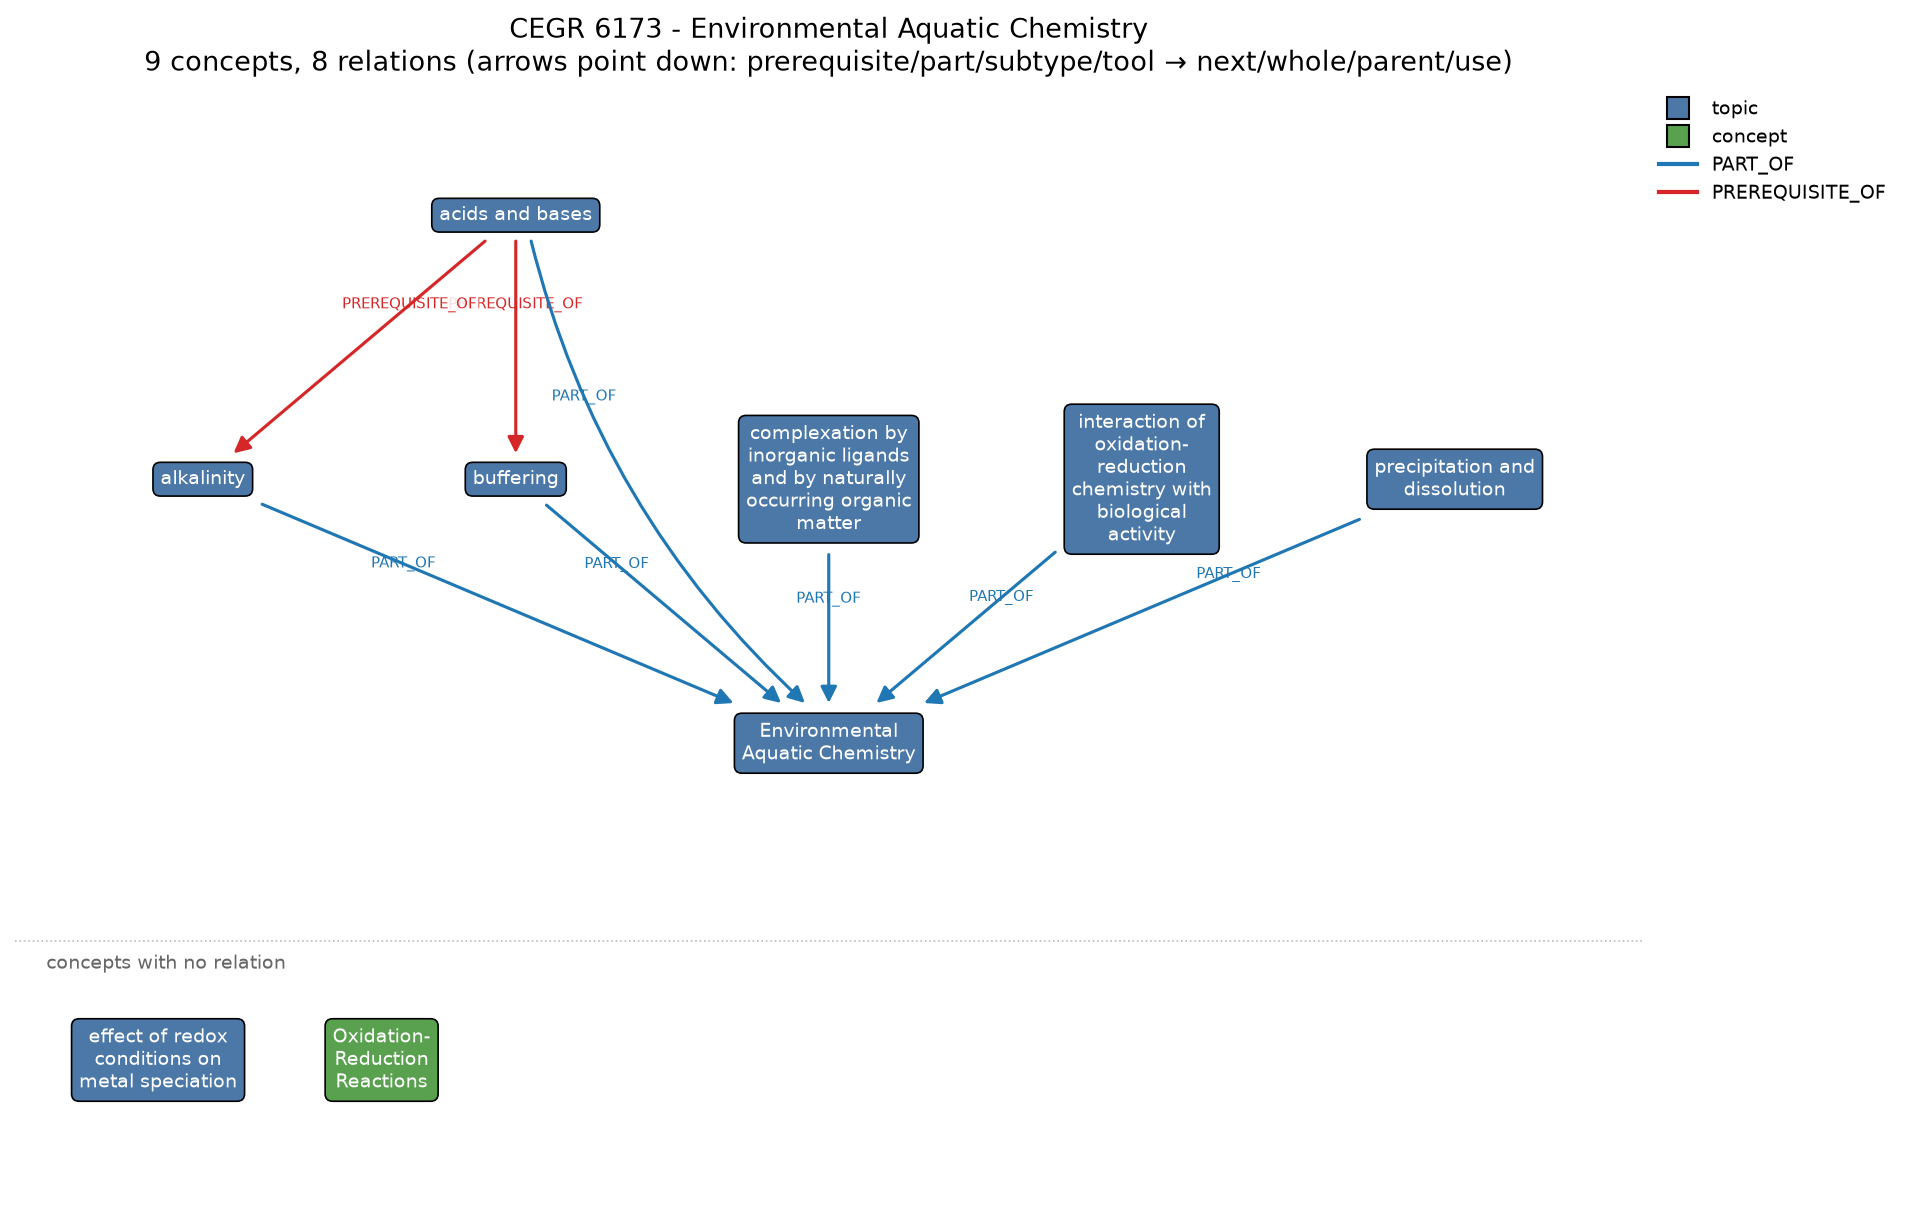 CEGR 6173 - Environmental Aquatic Chemistry
9 concepts, 8 relations (arrows point down: prerequisite/part/subtype/tool → next/whole/parent/use)
topic
concept
PART_OF
PREREQUISITE_OF
acids and bases
PREREQUISITE_OF
PREREQUISITE_OF
PART_OF
alkalinity
buffering
complexation by
inorganic ligands
and by naturally
occurring organic
matter
interaction of
oxidation-
reduction
chemistry with
biological
activity
precipitation and
dissolution
PART_OF
PART_OF
PART_OF
PART_OF
PART_OF
Environmental
Aquatic Chemistry
concepts with no relation
effect of redox
conditions on
metal speciation
Oxidation-
Reduction
Reactions